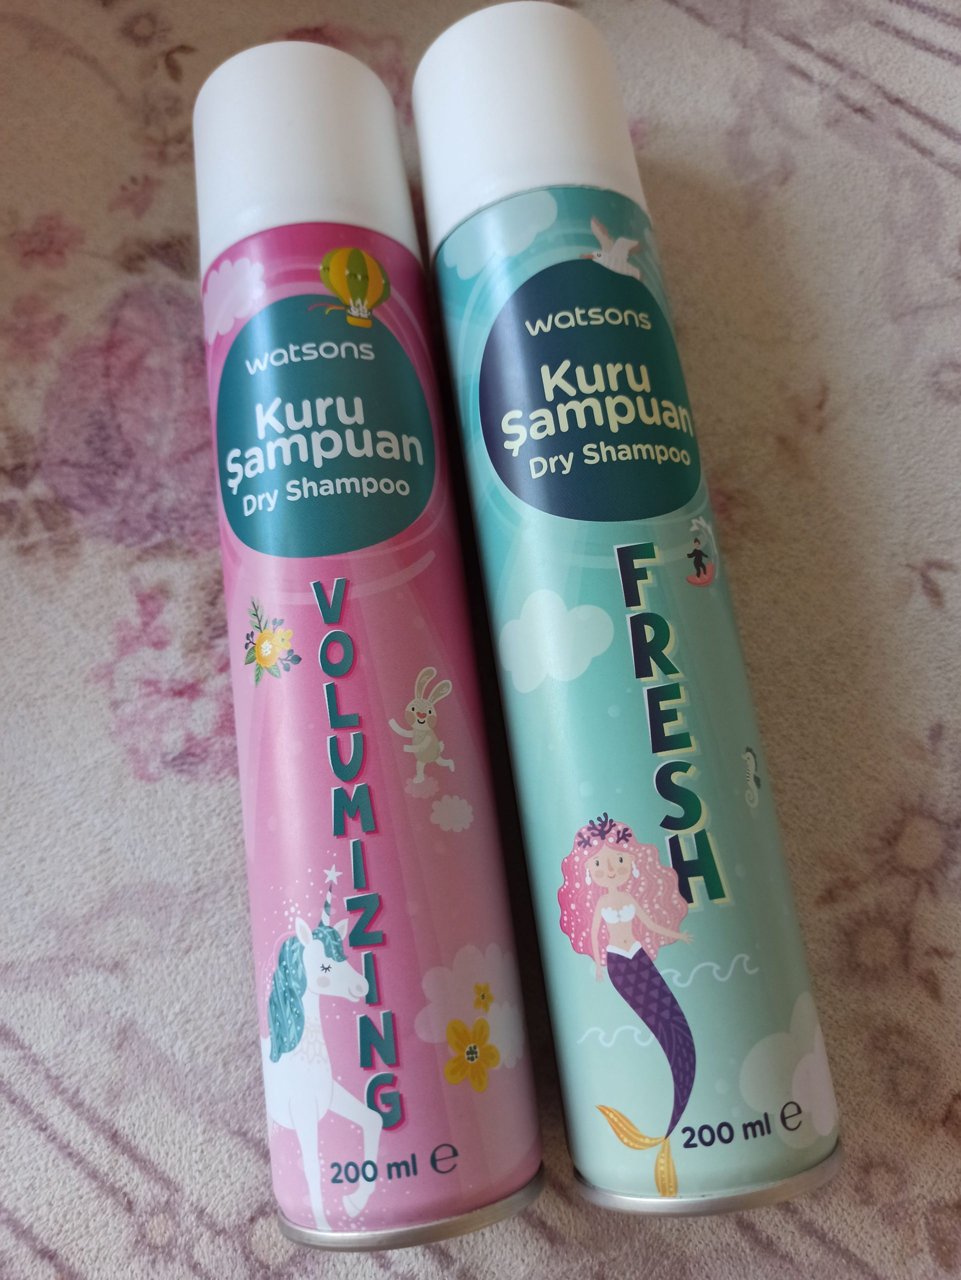 watsons
Kuru
Şampuan
Dry Shampoo
VOLUMIZING
200 ml ℮
watsons
Kuru
Şampuan
Dry Shampoo
FRESH
200 ml ℮